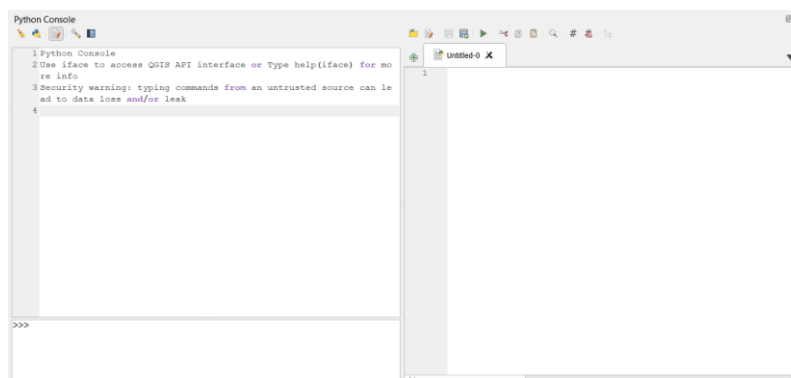 Python Console
1 Python Console
2 Use iface to access QGIS API interface or Type help(iface) for mo
re info
3 Security warning: typing commands from an untrusted source can le
ad to data loss and/or leak
4
>>>
Untitled-0 X
1